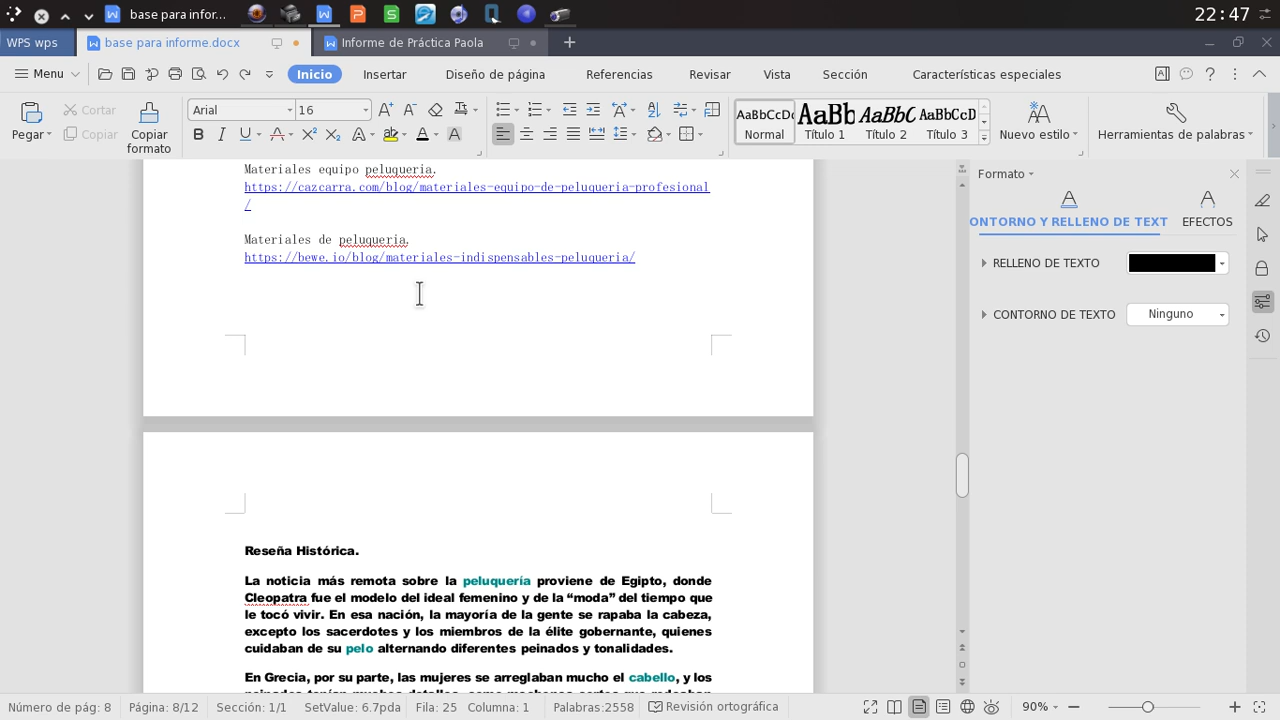 base para infor...
22:47
WPS wps
base para informe.docx
Informe de Práctica Paola
Menu
Inicio
Insertar
Diseño de página
Referencias
Revisar
Vista
Sección
Características especiales
Pegar
Cortar
Copiar
Copiar formato
Arial
16
AaBbCcDc
Normal
AaBb
Título 1
AaBbC
Título 2
AaBbCcD
Título 3
Nuevo estilo
Herramientas de palabras
Materiales equipo peluqueria.
https://cazcarra.com/blog/materiales-equipo-de-peluqueria-profesional
/
Materiales de peluqueria.
https://bewe.io/blog/materiales-indispensables-peluqueria/
Reseña Histórica.
La noticia más remota sobre la peluquería proviene de Egipto, donde
Cleopatra fue el modelo del ideal femenino y de la “moda” del tiempo que
le tocó vivir. En esa nación, la mayoría de la gente se rapaba la cabeza,
excepto los sacerdotes y los miembros de la élite gobernante, quienes
cuidaban de su pelo alternando diferentes peinados y tonalidades.
En Grecia, por su parte, las mujeres se arreglaban mucho el cabello, y los
Formato
ONTORNO Y RELLENO DE TEXT
EFECTOS
RELLENO DE TEXTO
CONTORNO DE TEXTO
Ninguno
Número de pág: 8
Página: 8/12
Sección: 1/1
SetValue: 6.7pda
Fila: 25
Columna: 1
Palabras:2558
Revisión ortográfica
90%